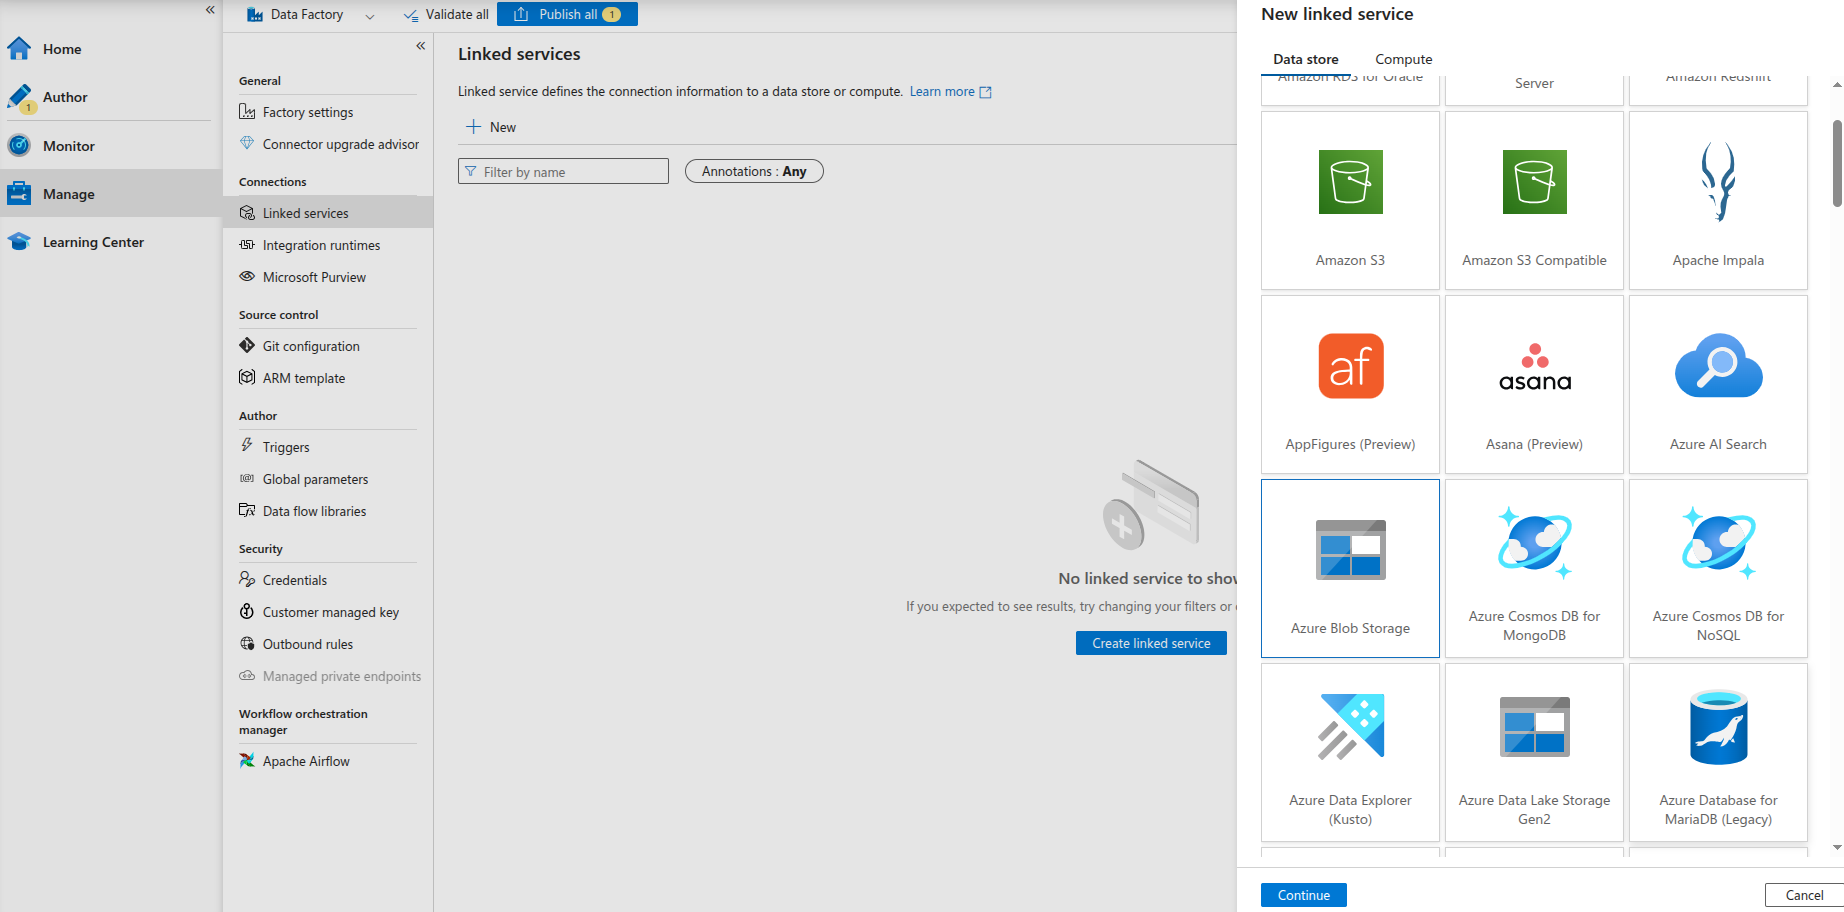 «
Home
Author
1
Monitor
Manage
Learning Center
Data Factory
Validate all
Publish all 1
«
General
Factory settings
Connector upgrade advisor
Connections
Linked services
Integration runtimes
Microsoft Purview
Source control
Git configuration
ARM template
Author
Triggers
Global parameters
Data flow libraries
Security
Credentials
Customer managed key
Outbound rules
Managed private endpoints
Workflow orchestration
manager
Apache Airflow
Linked services
Linked service defines the connection information to a data store or compute. Learn more
New
Filter by name
Annotations : Any
No linked service to show
If you expected to see results, try changing your filters or
Create linked service
New linked service
Data store
Compute
Amazon RDS for Oracle
Server
Amazon Redshift
Amazon S3
Amazon S3 Compatible
Apache Impala
af
AppFigures (Preview)
asana
Asana (Preview)
Azure AI Search
Azure Blob Storage
Azure Cosmos DB for
MongoDB
Azure Cosmos DB for
NoSQL
Azure Data Explorer
(Kusto)
Azure Data Lake Storage
Gen2
Azure Database for
MariaDB (Legacy)
Continue
Cancel